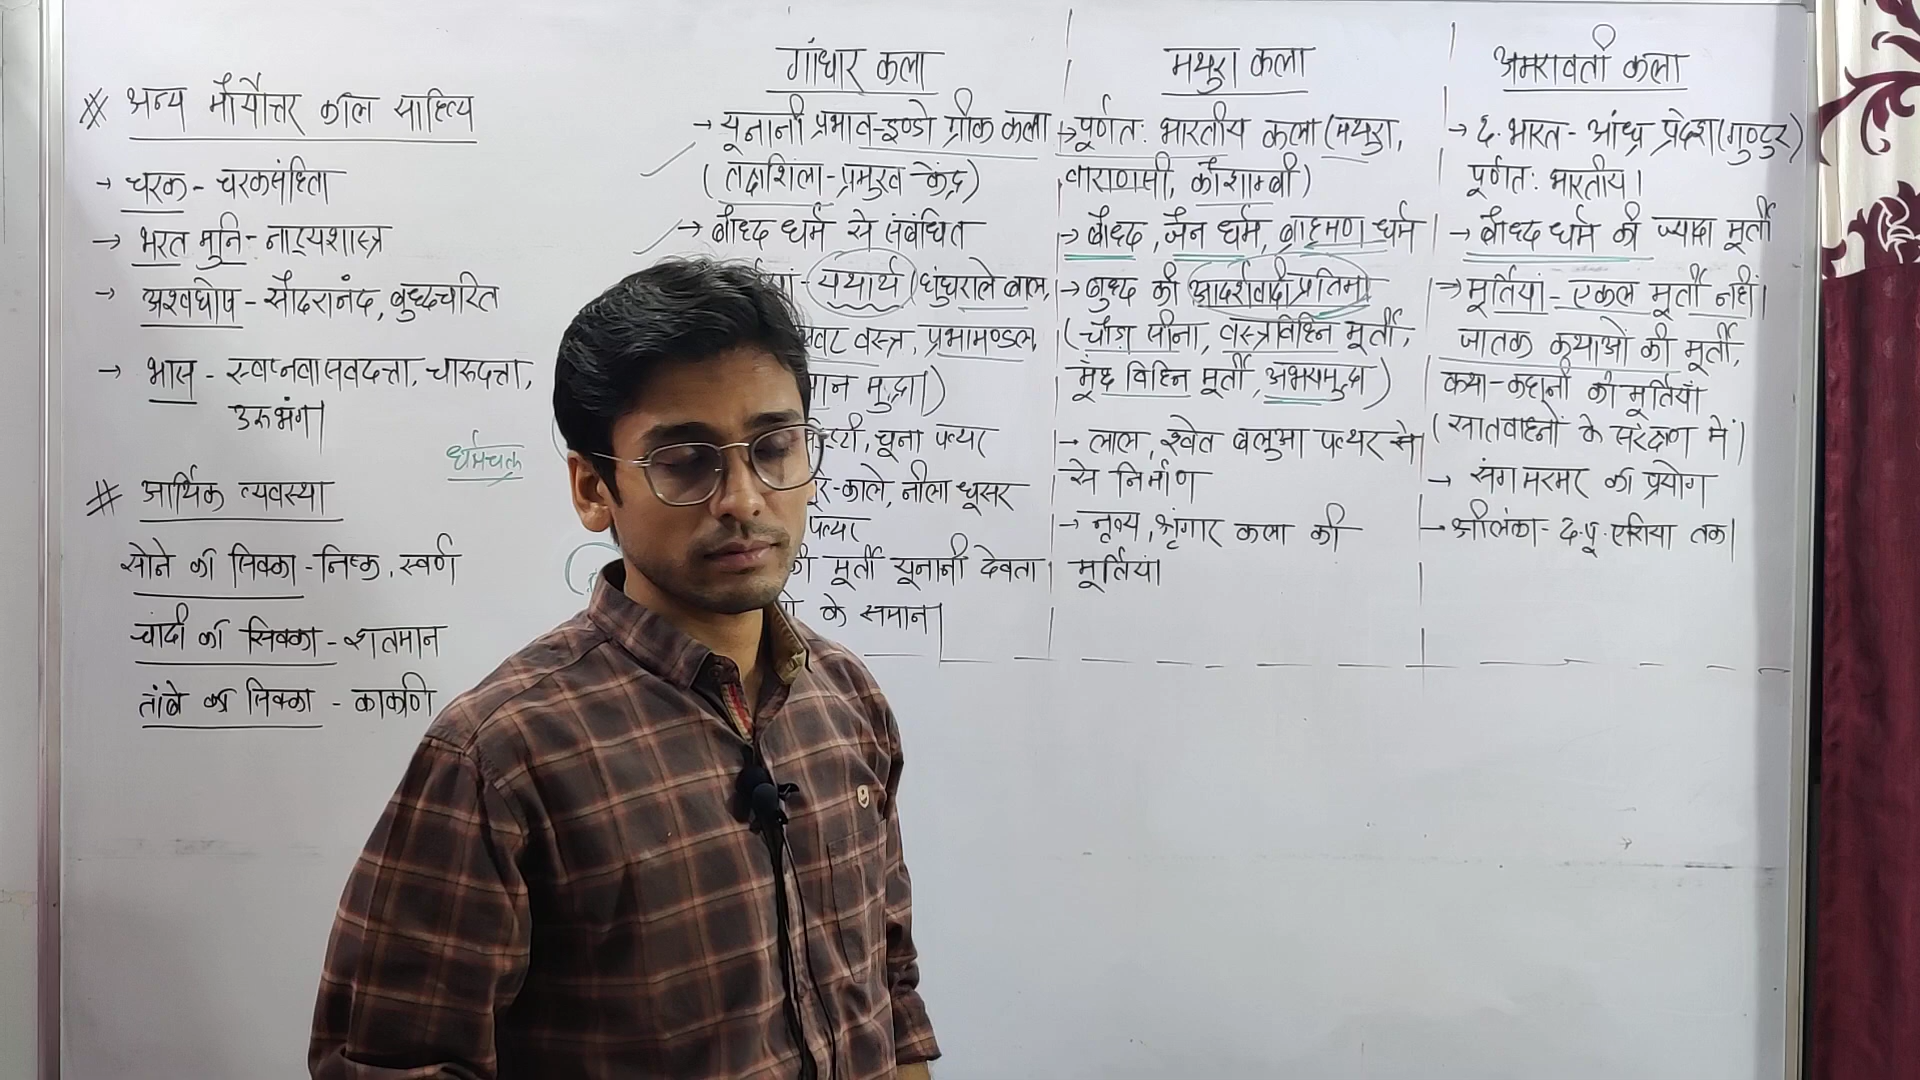 # अन्य मौर्योत्तर काल साहित्य
→ चरक - चरकसंहिता
→ भरत मुनि - नाट्यशास्त्र
→ अश्वघोष - सौदरानंद, बुध्दचरित
→ भास - स्वप्नवासवदत्ता, चारूदत्ता,
उरूभंग।
धर्मचक्र
# आर्थिक व्यवस्था
सोने का सिक्का - निष्क, स्वर्ण
चांदी का सिक्का - शतमान
तांबे का सिक्का - काकणि
गांधार कला
→ यूनानी प्रभाव - इण्डो ग्रीक कला
(तक्षशिला - प्रमुख केंद्र)
→ बौध्द धर्म से संबंधित
- यथार्थ (घुंघराले बाल,
वस्त्र, प्रभामण्डल,
मुद्रा)
चूना पत्थर
काले, नीला धूसर
पत्थर
की मूर्ती यूनानी देवता
के समान।
मथुरा कला
→ पूर्णतः भारतीय कला (मथुरा,
वाराणसी, कौशाम्बी)
→ बौध्द, जैन धर्म, ब्राह्मण धर्म
→ बुध्द की आदर्शवादी प्रतिमा
(चौड़ा सीना, वस्त्रविहिन मूर्ती,
मूंछ विहिन मूर्ती, अभयमुद्रा)
→ लाल, श्वेत बलुआ पत्थर से
से निर्माण
→ नृत्य, श्रृंगार कला की
मूर्तियां
अमरावती कला
→ द. भारत - आंध्र प्रदेश (गुण्टुर)
पूर्णतः भारतीय।
→ बौध्द धर्म की ज्यादा मूर्ती
→ मूर्तियां - एकल मूर्ती नहीं।
जातक कथाओं की मूर्ती,
कथा - कहानी की मूर्तियां
(सातवाहनों के संरक्षण में)
→ संगमरमर का प्रयोग
→ श्रीलंका - द. पू. एशिया तक।